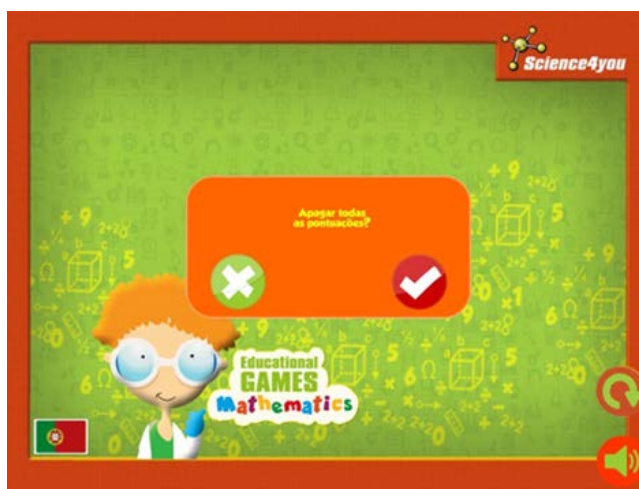 Science4you
Apagar todas
as pontuações?
Educational
GAMES
Mathematics